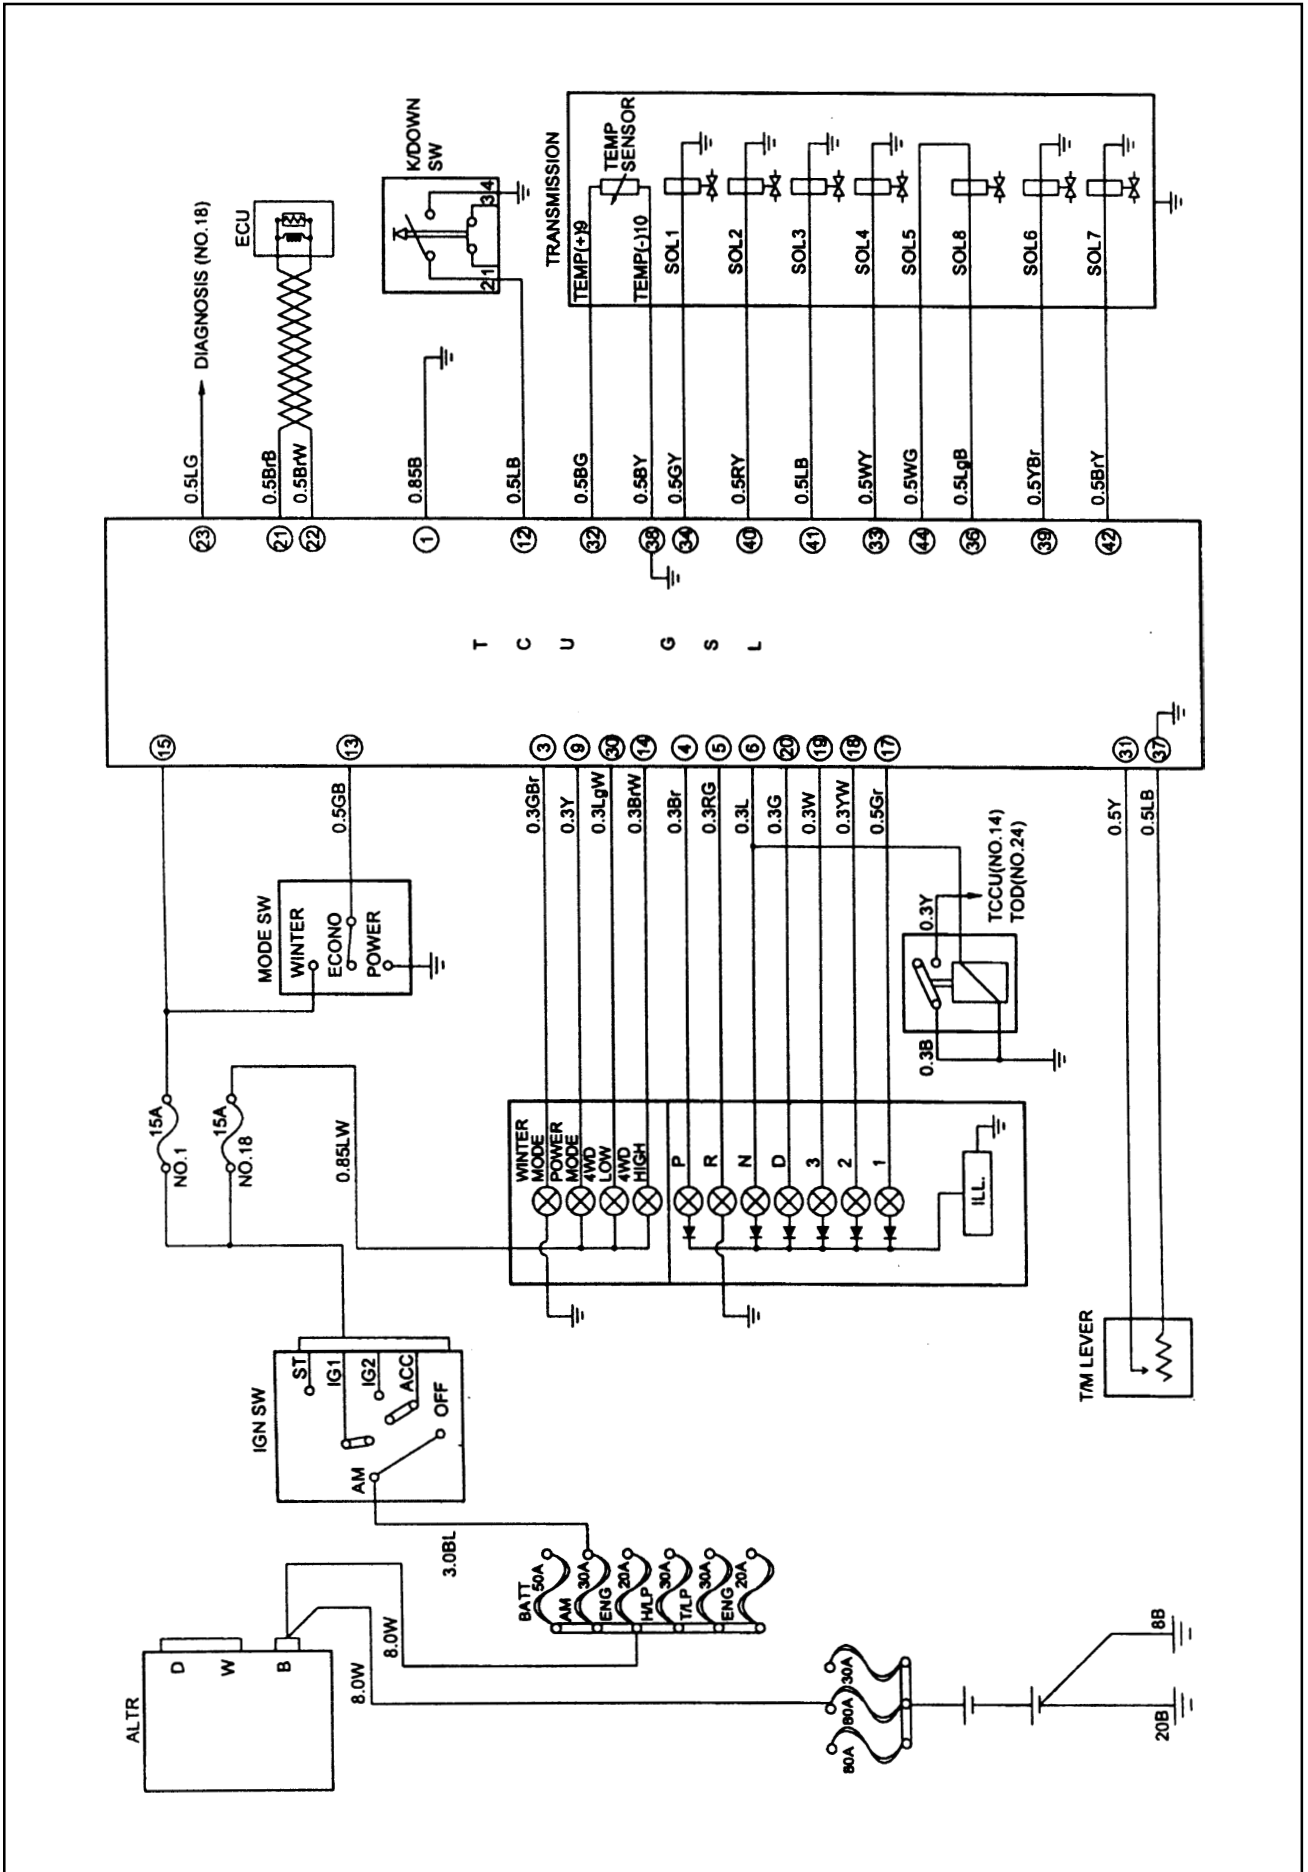 ALTR
D
W
B
8.0W
8.0W
3.0BL
IGN SW
AM
ST
IG1
IG2
ACC
OFF
BATT
50A
AM
30A
ENG
20A
H/LP
30A
T/LP
30A
ENG
20A
80A
80A
30A
20B
8B
15A
NO.1
15A
NO.18
0.85LW
MODE SW
WINTER
ECONO
POWER
0.5GB
WINTER
MODE
POWER
MODE
4WD
LOW
4WD
HIGH
P
R
N
D
3
2
1
ILL.
0.3GBr
0.3Y
0.3LgW
0.3BrW
0.3Br
0.3RG
0.3L
0.3G
0.3W
0.3YW
0.5Gr
0.3B
0.3Y
TCCU(NO.14)
TOD(NO.24)
T/M LEVER
0.5Y
0.5LB
15
13
3
9
30
14
4
5
6
20
19
18
17
31
37
T C U G S L
23
21
22
1
12
32
38
34
40
41
33
44
36
39
42
0.5LG
0.5BrB
0.5BrW
0.85B
0.5LB
0.5BG
0.5BY
0.5GY
0.5RY
0.5LB
0.5WY
0.5WG
0.5LgB
0.5YBr
0.5BrY
DIAGNOSIS (NO.18)
ECU
K/DOWN
SW
2
1
3
4
TRANSMISSION
TEMP(+)9
TEMP(-)10
TEMP
SENSOR
SOL1
SOL2
SOL3
SOL4
SOL5
SOL8
SOL6
SOL7